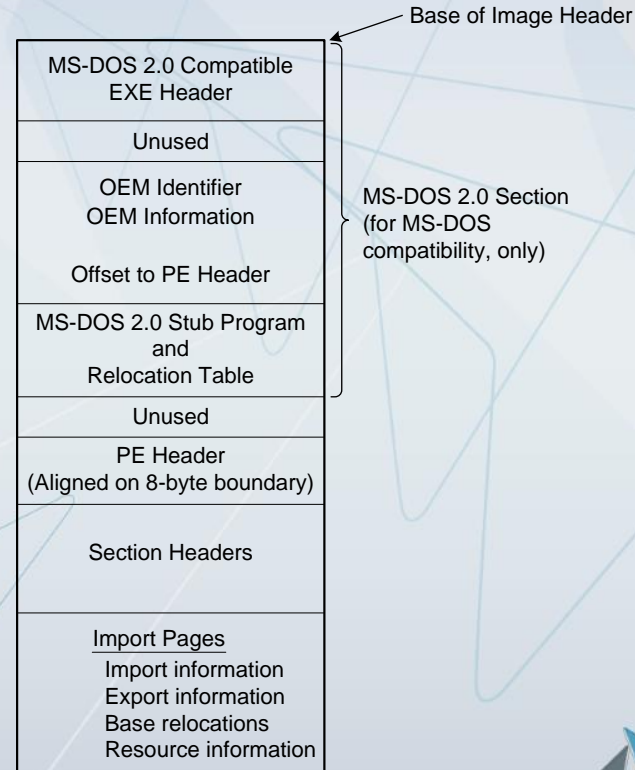 Base of Image Header
MS-DOS 2.0 Compatible
EXE Header
Unused
OEM Identifier
OEM Information
Offset to PE Header
MS-DOS 2.0 Section
(for MS-DOS
compatibility, only)
MS-DOS 2.0 Stub Program
and
Relocation Table
Unused
PE Header
(Aligned on 8-byte boundary)
Section Headers
Import Pages
Import information
Export information
Base relocations
Resource information